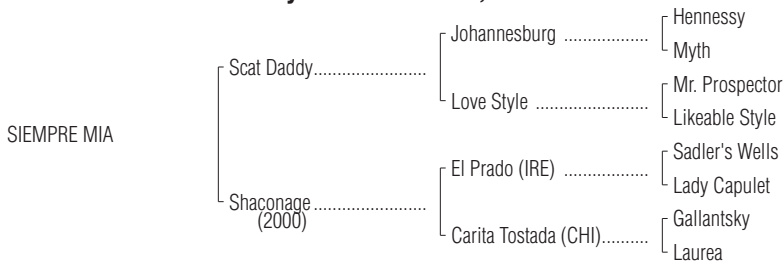 Hennessy
Johannesburg ....................
Myth
Scat Daddy..........................
Mr. Prospector
Love Style ..........................
Likeable Style
SIEMPRE MIA
Sadler's Wells
El Prado (IRE) ....................
Lady Capulet
Shaconage ..........................
(2000)
Gallantsky
Carita Tostada (CHI)...........
Laurea